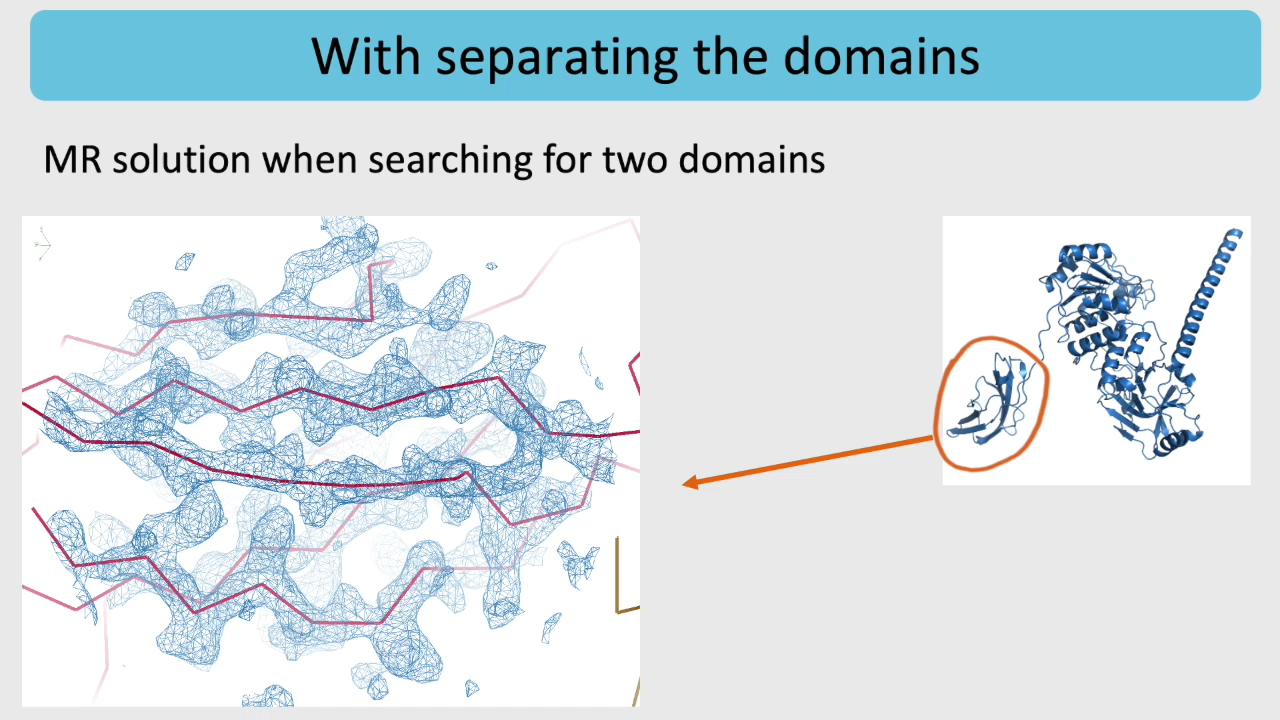 With separating the domains
MR solution when searching for two domains